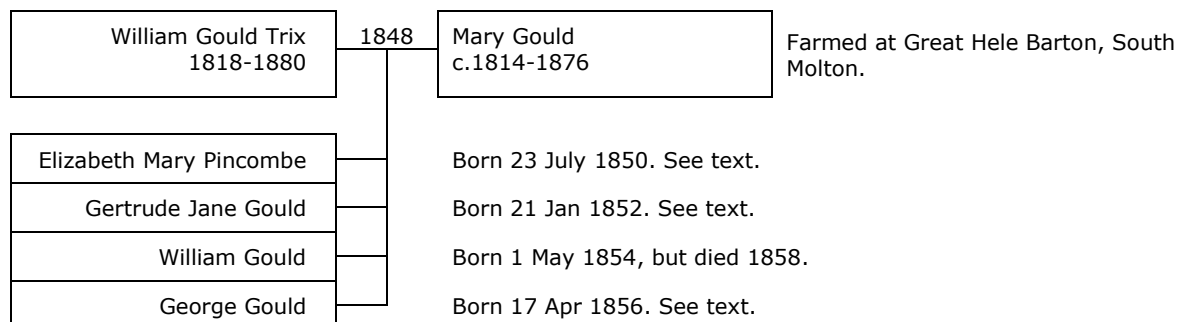 William Gould Trix
1818-1880
1848
Mary Gould
c.1814-1876
Farmed at Great Hele Barton, South
Molton.
Elizabeth Mary Pincombe
Born 23 July 1850. See text.
Gertrude Jane Gould
Born 21 Jan 1852. See text.
William Gould
Born 1 May 1854, but died 1858.
George Gould
Born 17 Apr 1856. See text.